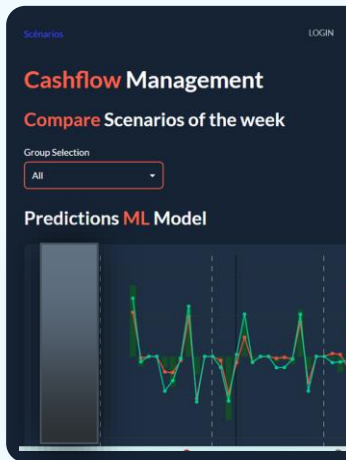 Scénarios
LOGIN
Cashflow Management
Compare Scenarios of the week
Group Selection
All
Predictions ML Model